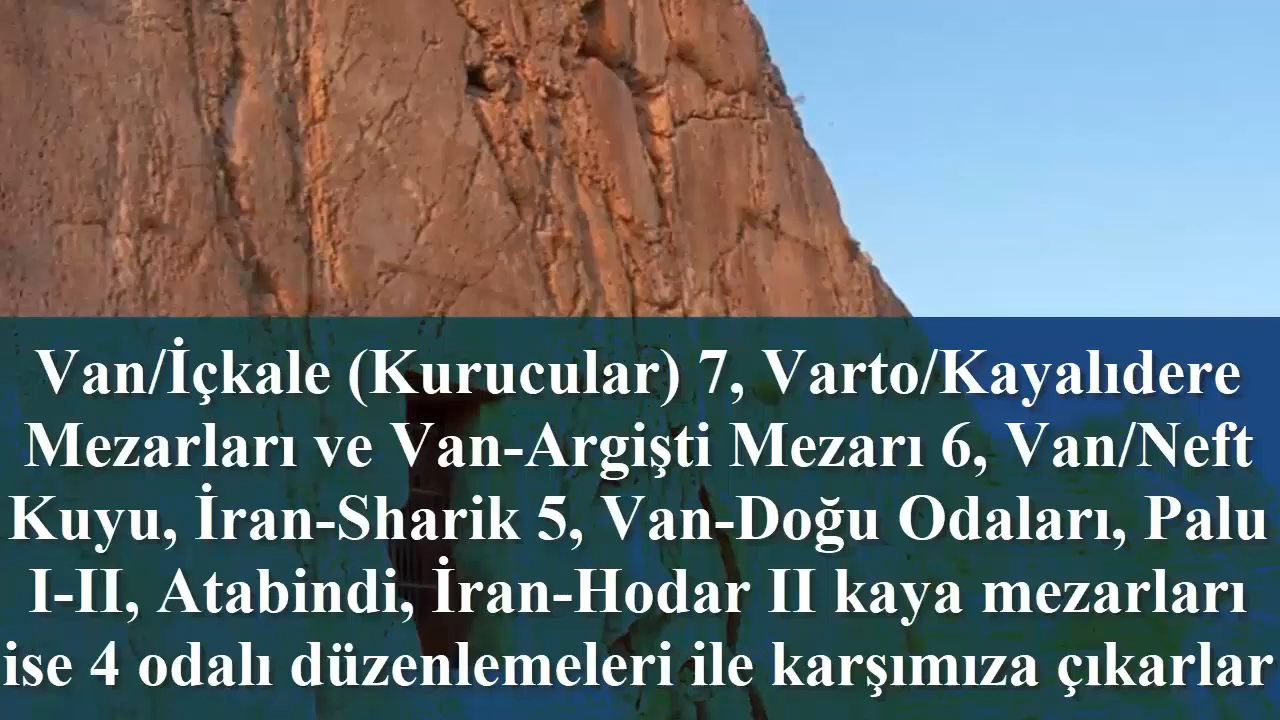 Van/İçkale (Kurucular) 7, Varto/Kayalıdere
Mezarları ve Van-Argişti Mezarı 6, Van/Neft
Kuyu, İran-Sharik 5, Van-Doğu Odaları, Palu
I-II, Atabindi, İran-Hodar II kaya mezarları
ise 4 odalı düzenlemeleri ile karşımıza çıkarlar